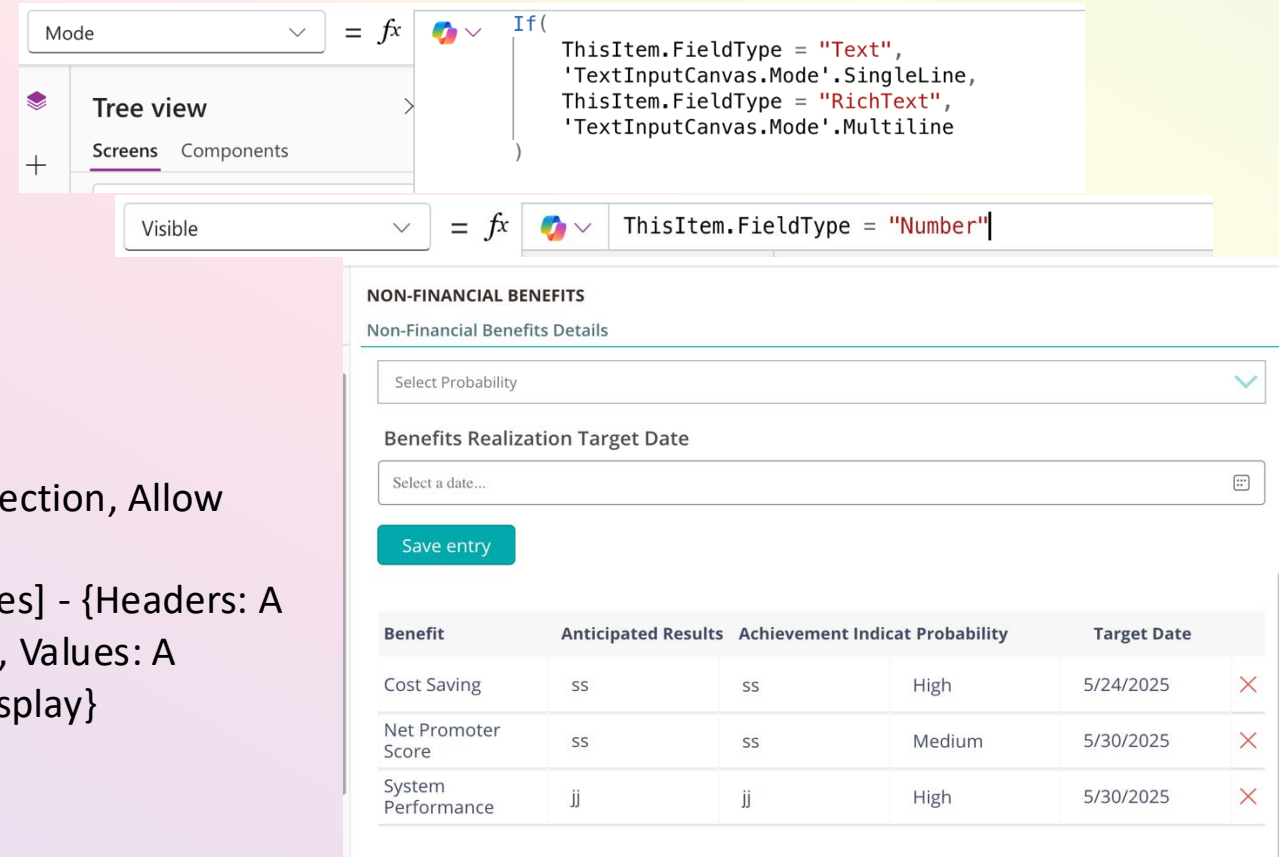 Mode = fx If(
ThisItem.FieldType = "Text",
'TextInputCanvas.Mode'.SingleLine,
ThisItem.FieldType = "RichText",
'TextInputCanvas.Mode'.Multiline
)
Tree view
Screens Components
Visible = fx ThisItem.FieldType = "Number"
NON-FINANCIAL BENEFITS
Non-Financial Benefits Details
Select Probability
Benefits Realization Target Date
Select a date...
Save entry
ection, Allow
es] - {Headers: A
, Values: A
splay}
Benefit Anticipated Results Achievement Indicat Probability Target Date
Cost Saving ss ss High 5/24/2025
Net Promoter
Score ss ss Medium 5/30/2025
System
Performance jj jj High 5/30/2025